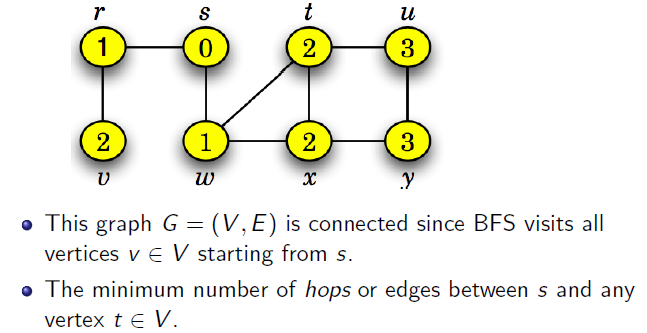 r s t u
1 0 2 3
2 1 2 3
v w x y
This graph G = (V, E) is connected since BFS visits all
vertices v ∈ V starting from s.
The minimum number of hops or edges between s and any
vertex t ∈ V.